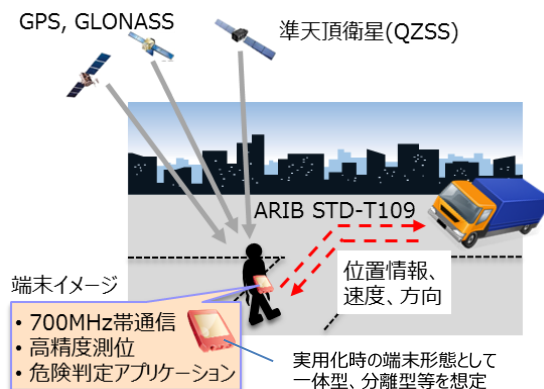 GPS, GLONASS
準天頂衛星(QZSS)
ARIB STD-T109
位置情報、
速度、方向
端末イメージ
・700MHz帯通信
・高精度測位
・危険判定アプリケーション
実用化時の端末形態として
一体型、分離型等を想定